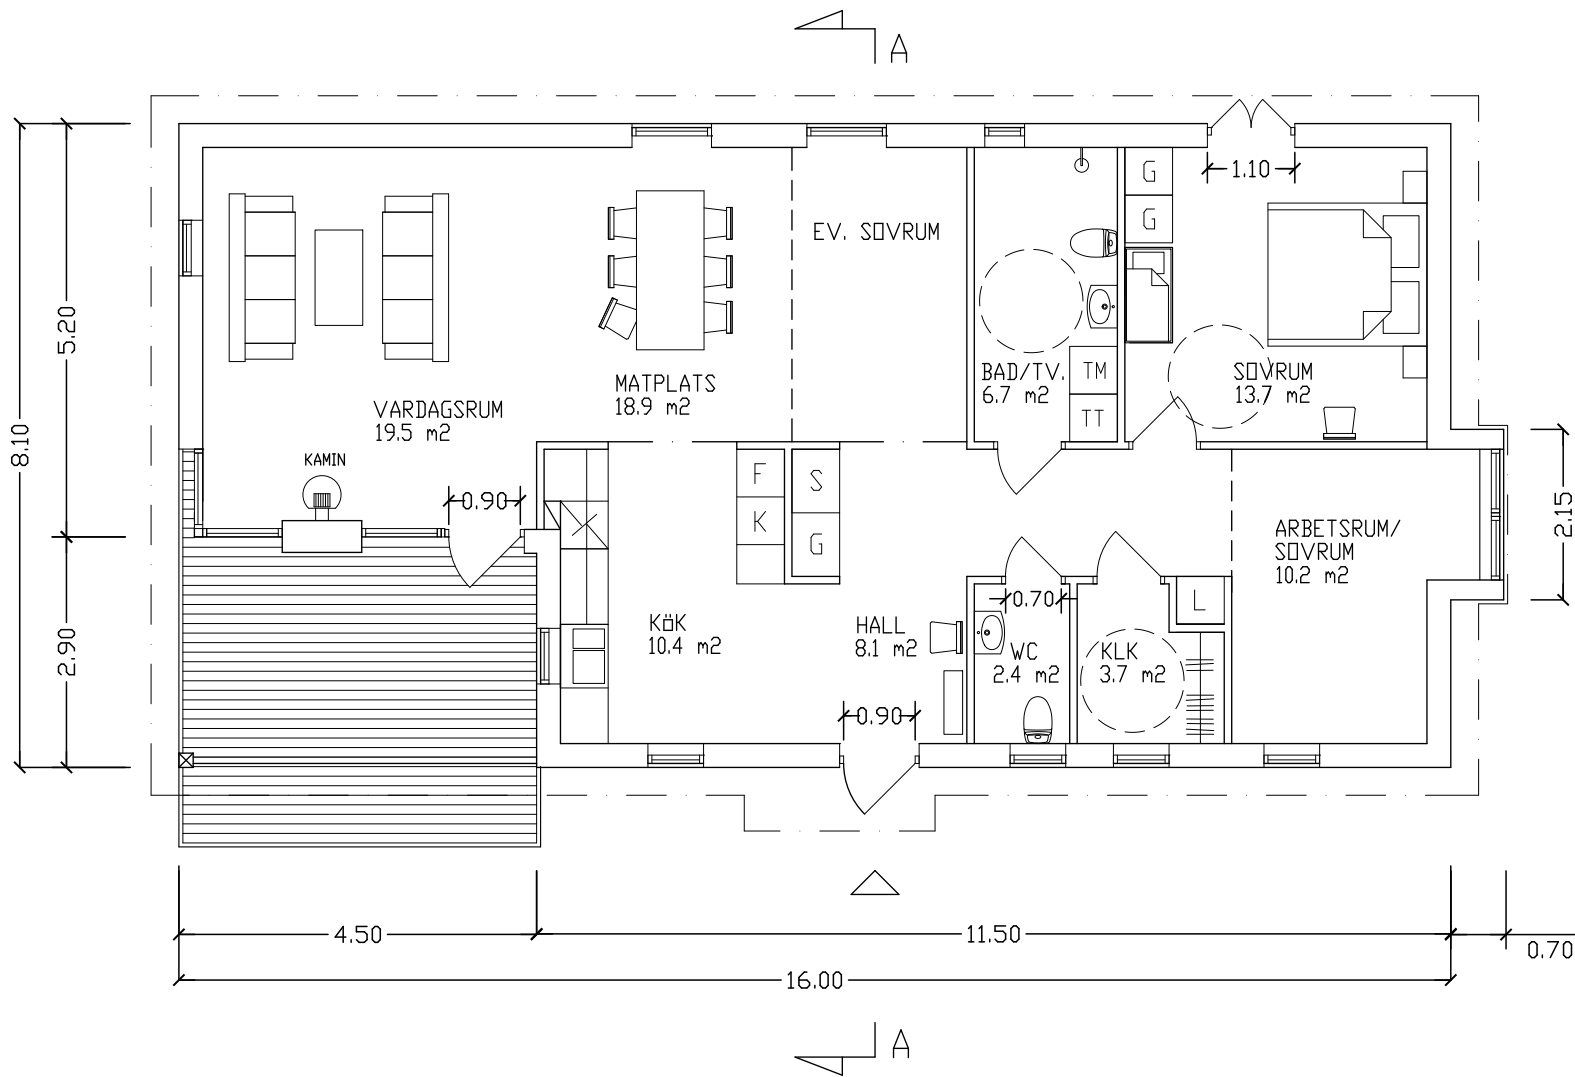 A
G
1.10
G
EV. SOVRUM
5.20
8.10
MATPLATS
18.9 m2
BAD/TV.
6.7 m2
TM
TT
SOVRUM
13.7 m2
VARDAGSRUM
19.5 m2
KAMIN
0.90
F
K
S
G
2.15
ARBETSRUM/
SOVRUM
10.2 m2
0.70
L
2.90
KöK
10.4 m2
HALL
8.1 m2
WC
2.4 m2
KLK
3.7 m2
0.90
4.50
11.50
0.70
16.00
A